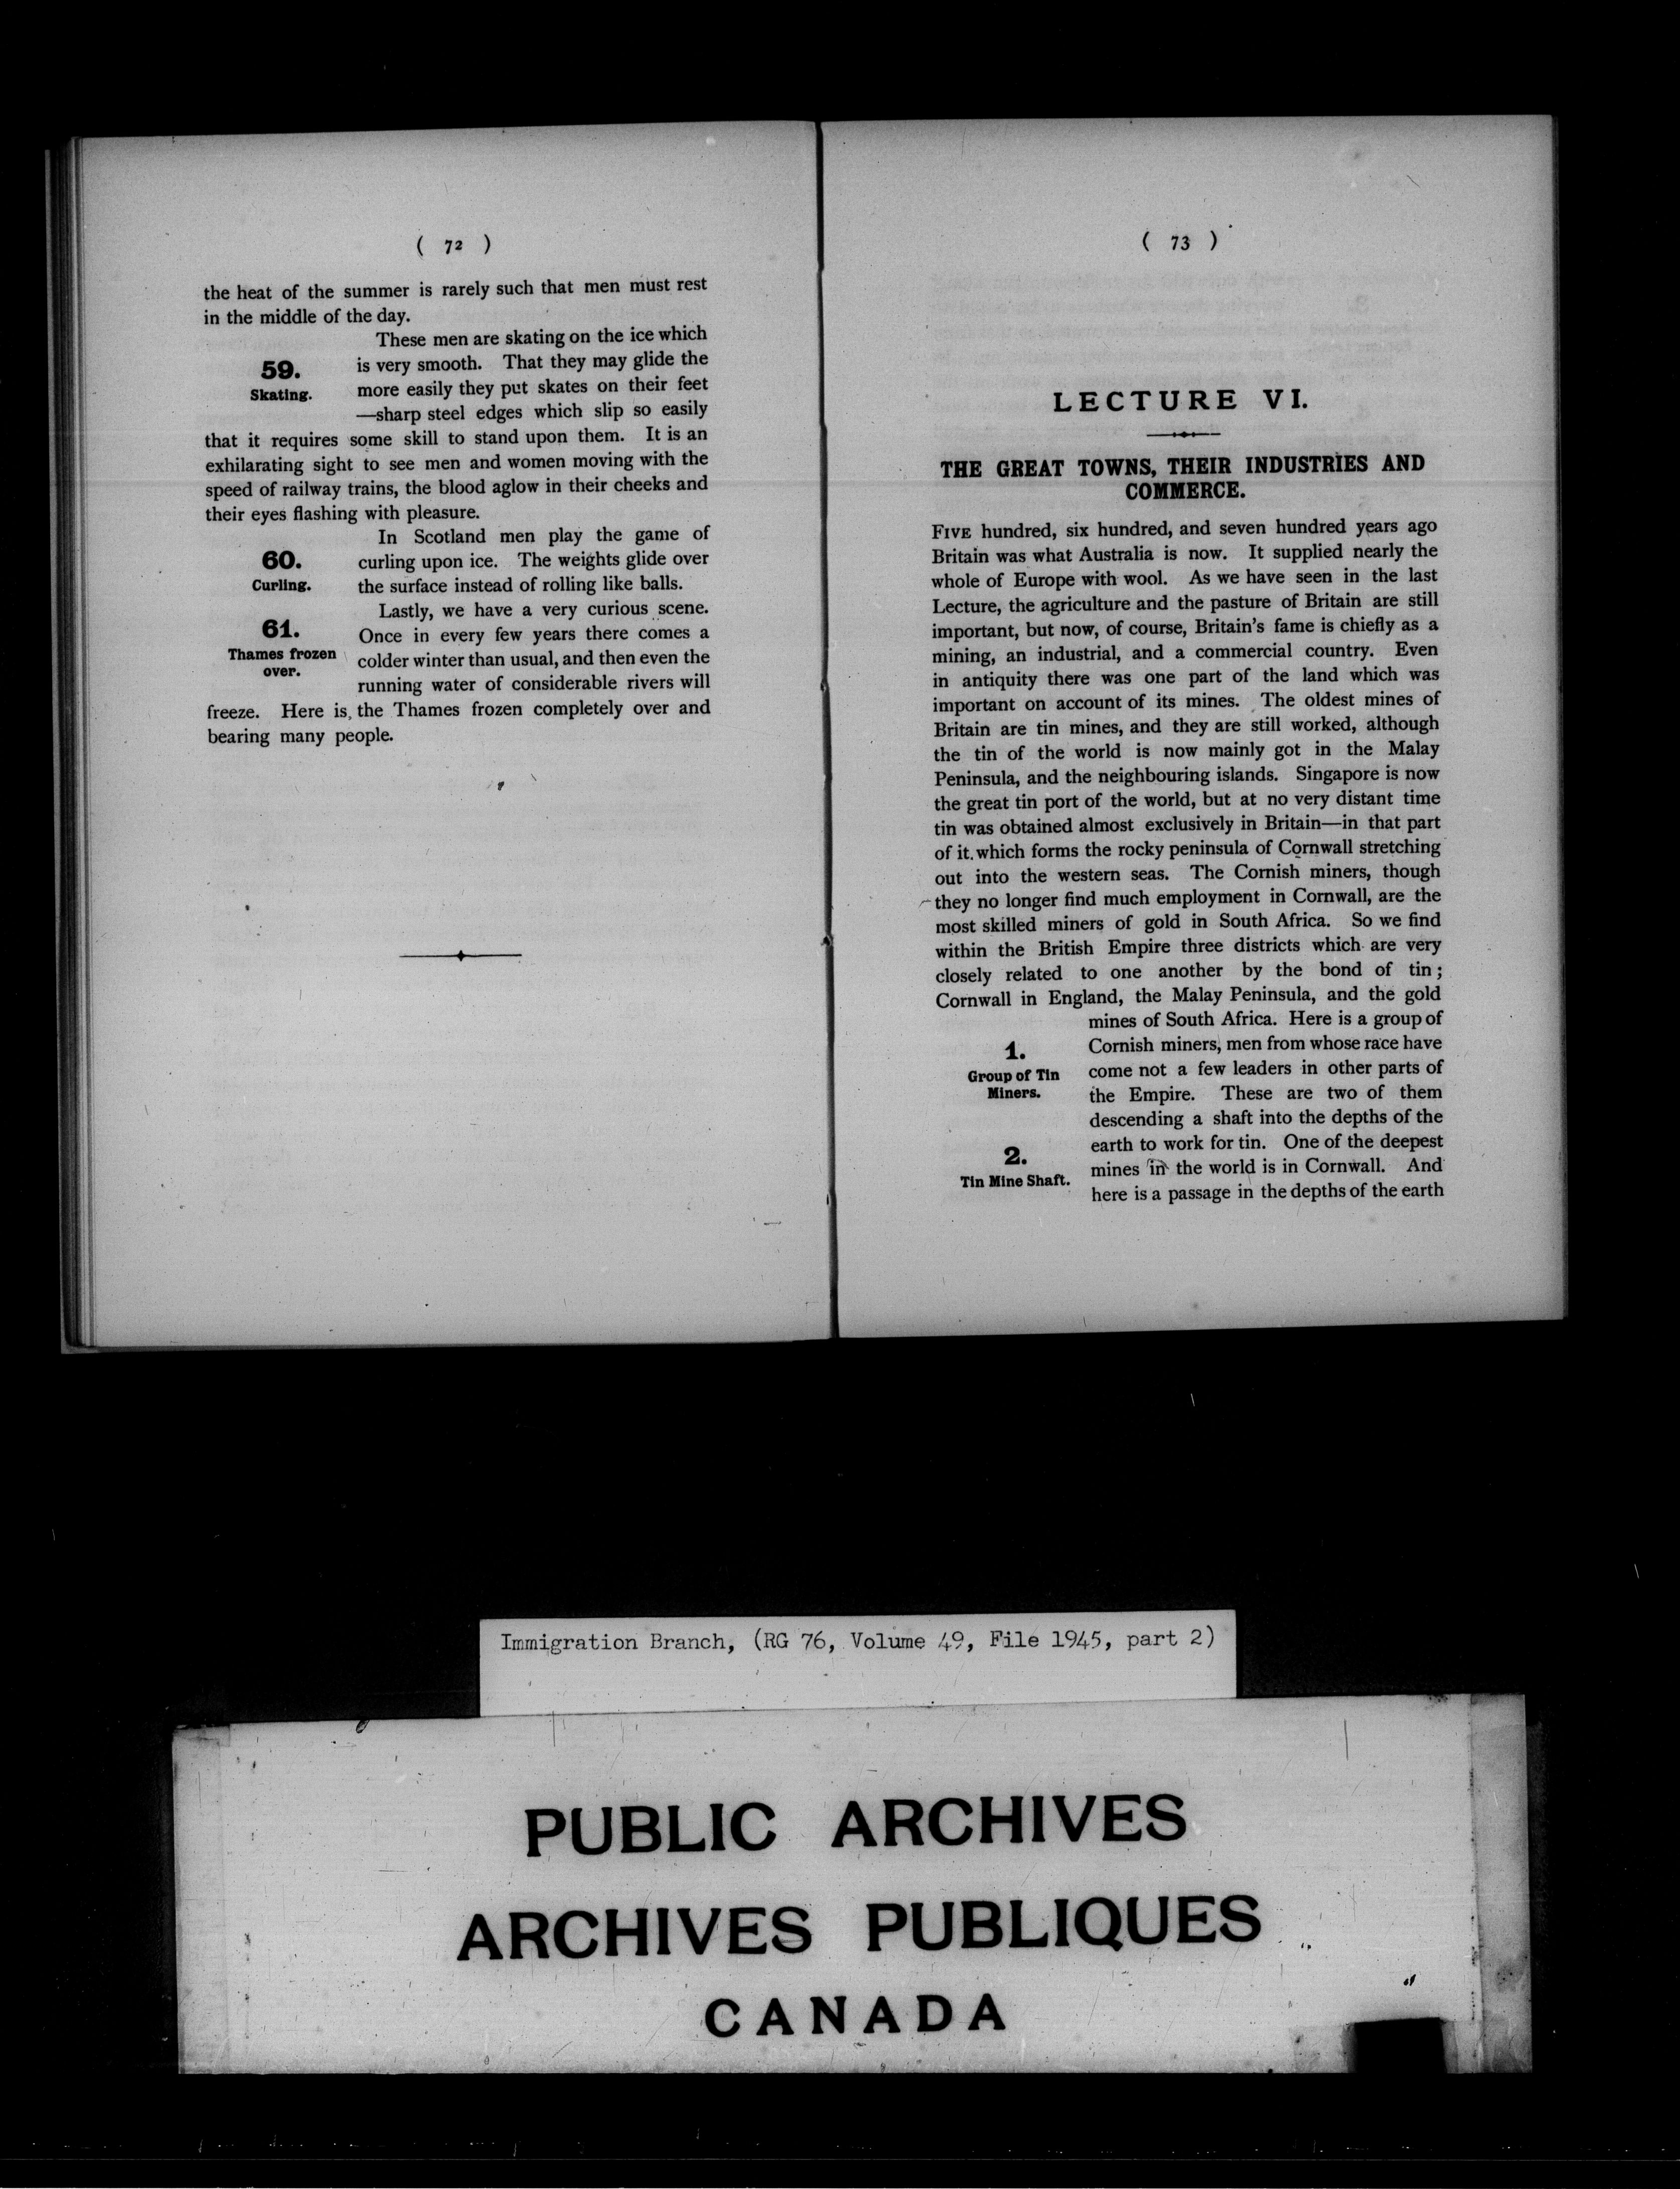 ( 72 )
the heat of the summer is rarely such that men must rest
in the middle of the day.
These men are skating on the ice which
59.
Skating.
is very smooth. That they may glide the
more easily they put skates on their feet
—sharp steel edges which slip so easily
that it requires some skill to stand upon them. It is an
exhilarating sight to see men and women moving with the
speed of railway trains, the blood aglow in their cheeks and
their eyes flashing with pleasure.
In Scotland men play the game of
60.
Curling.
curling upon ice. The weights glide over
the surface instead of rolling like balls.
Lastly, we have a very curious scene.
61.
Thames frozen
over.
Once in every few years there comes a
colder winter than usual, and then even the
running water of considerable rivers will
freeze. Here is, the Thames frozen completely over and
bearing many people.
( 73 )
LECTURE VI.
THE GREAT TOWNS, THEIR INDUSTRIES AND
COMMERCE.
FIVE hundred, six hundred, and seven hundred years ago
Britain was what Australia is now. It supplied nearly the
whole of Europe with wool. As we have seen in the last
Lecture, the agriculture and the pasture of Britain are still
important, but now, of course, Britain's fame is chiefly as a
mining, an industrial, and a commercial country. Even
in antiquity there was one part of the land which was
important on account of its mines. The oldest mines of
Britain are tin mines, and they are still worked, although
the tin of the world is now mainly got in the Malay
Peninsula, and the neighbouring islands. Singapore is now
the great tin port of the world, but at no very distant time
tin was obtained almost exclusively in Britain—in that part
of it which forms the rocky peninsula of Cornwall stretching
out into the western seas. The Cornish miners, though
they no longer find much employment in Cornwall, are the
most skilled miners of gold in South Africa. So we find
within the British Empire three districts which are very
closely related to one another by the bond of tin;
Cornwall in England, the Malay Peninsula, and the gold
mines of South Africa. Here is a group of
1.
Group of Tin
Miners.
Cornish miners, men from whose race have
come not a few leaders in other parts of
the Empire. These are two of them
descending a shaft into the depths of the
2.
Tin Mine Shaft.
earth to work for tin. One of the deepest
mines in the world is in Cornwall. And
here is a passage in the depths of the earth
Immigration Branch, (RG 76, Volume 49, File 1945, part 2)
PUBLIC ARCHIVES
ARCHIVES PUBLIQUES
CANADA